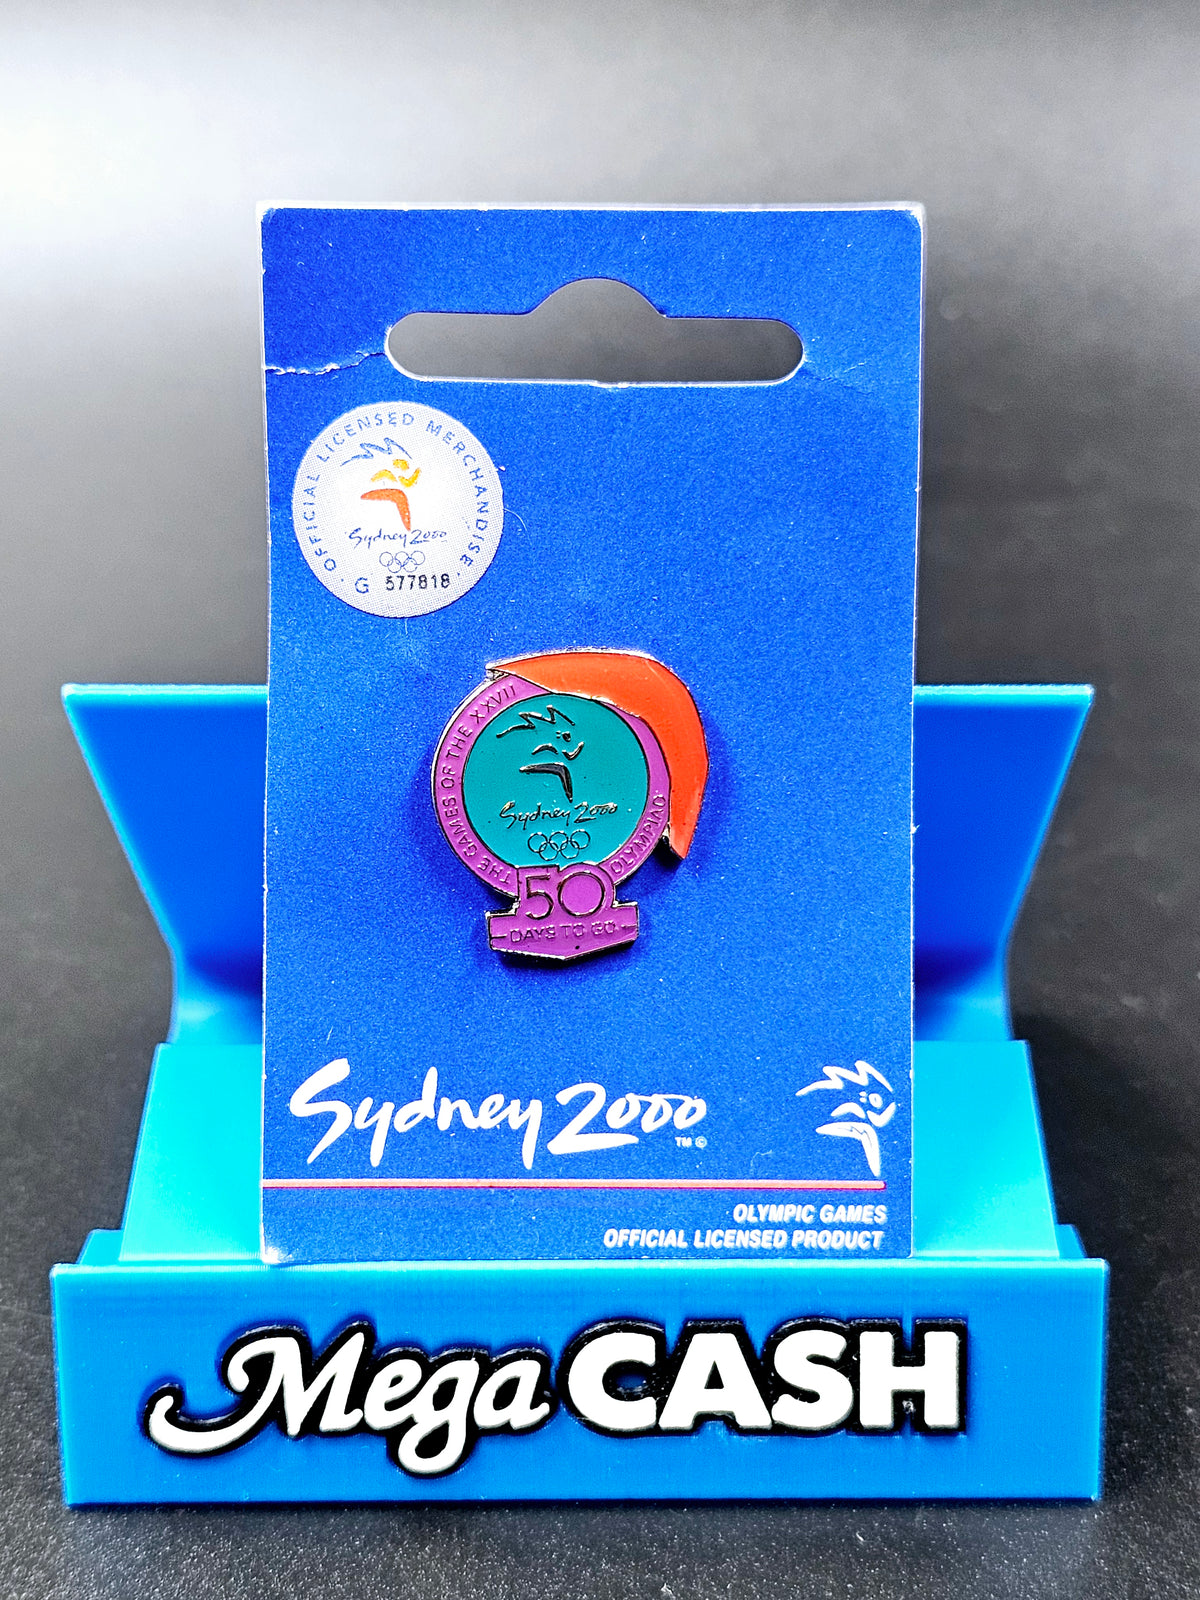 OFFICIAL LICENSED MERCHANDISE
Sydney 2000
G 577818
THE GAMES OF THE XXVII OLYMPIAD
Sydney 2000
50
DAYS TO GO
Sydney 2000
TM ©
OLYMPIC GAMES
OFFICIAL LICENSED PRODUCT
Mega CASH